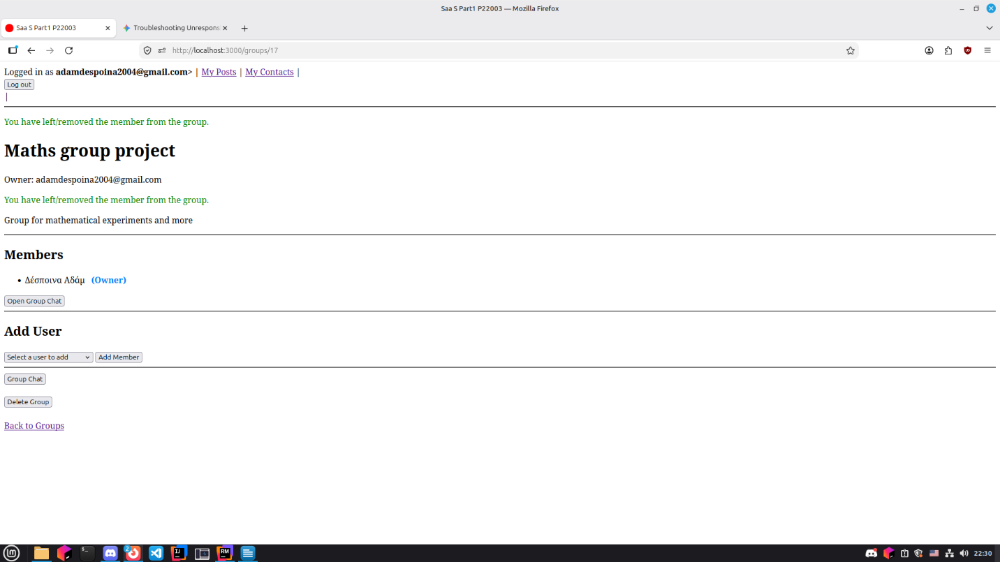 Saa S Part1 P22003 — Mozilla Firefox
Saa S Part1 P22003
Troubleshooting Unrespons
http://localhost:3000/groups/17
Logged in as adamdespoina2004@gmail.com> | My Posts | My Contacts |
Log out
|
You have left/removed the member from the group.
Maths group project
Owner: adamdespoina2004@gmail.com
You have left/removed the member from the group.
Group for mathematical experiments and more
Members
• Δέσποινα Αδάμ (Owner)
Open Group Chat
Add User
Select a user to add Add Member
Group Chat
Delete Group
Back to Groups
2 IJ RM 22:30